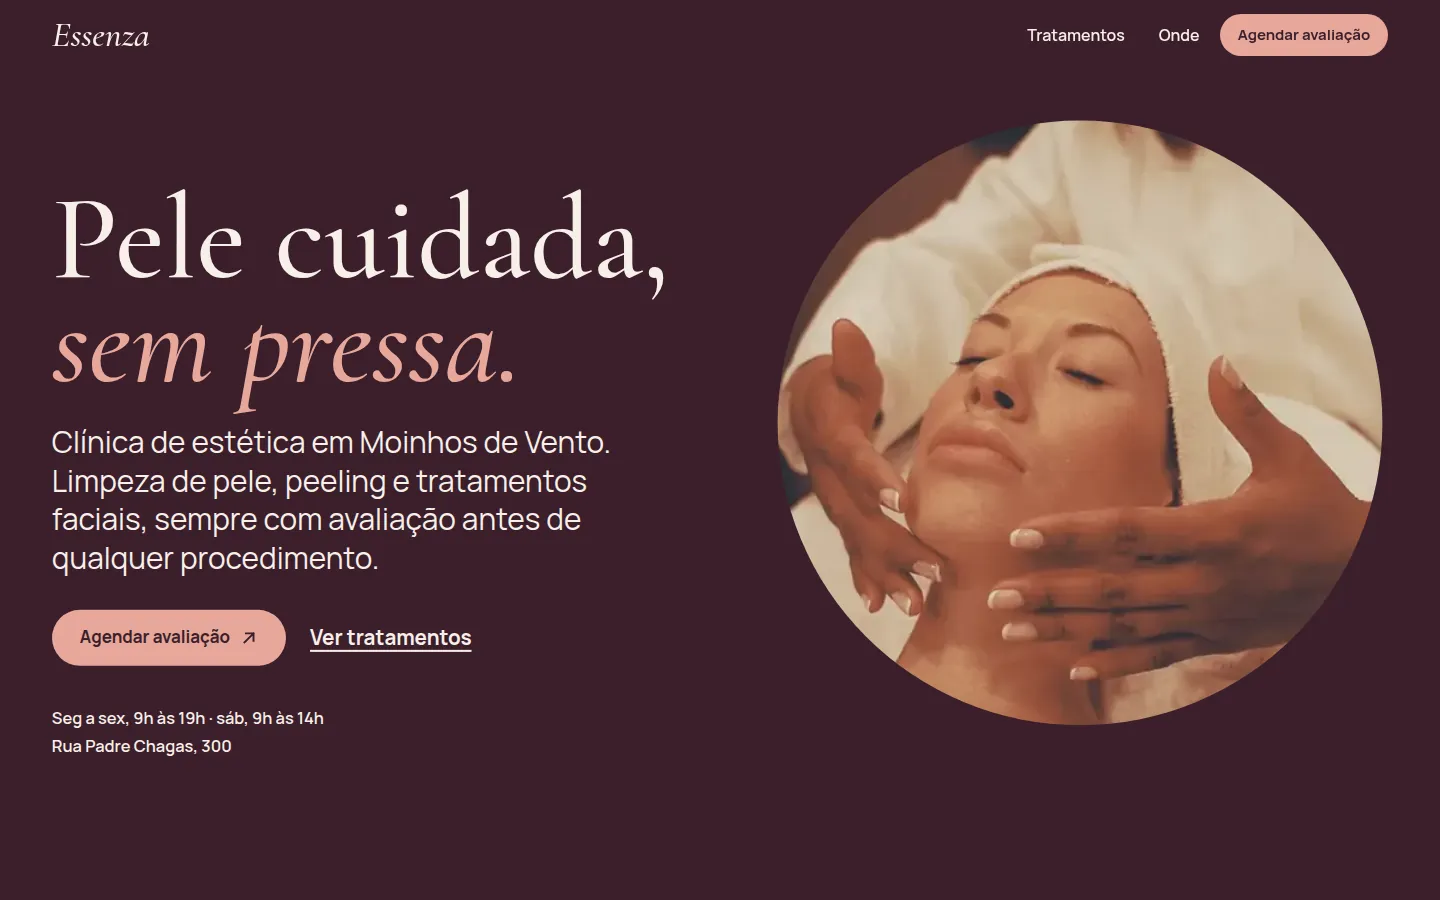 Essenza
Tratamentos
Onde
Agendar avaliação
Pele cuidada,
sem pressa.
Clínica de estética em Moinhos de Vento.
Limpeza de pele, peeling e tratamentos
faciais, sempre com avaliação antes de
qualquer procedimento.
Agendar avaliação
Ver tratamentos
Seg a sex, 9h às 19h · sáb, 9h às 14h
Rua Padre Chagas, 300